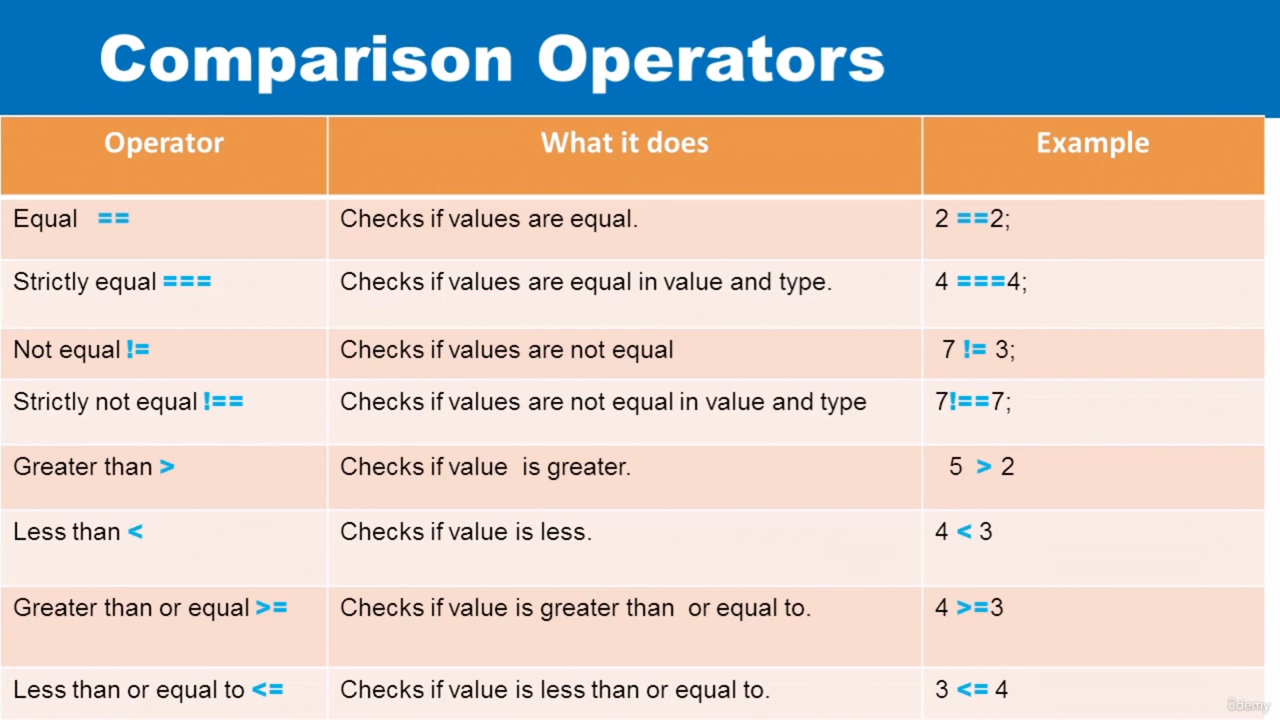 Comparison Operators
Operator What it does Example
Equal == Checks if values are equal. 2 ==2;
Strictly equal === Checks if values are equal in value and type. 4 ===4;
Not equal != Checks if values are not equal 7 != 3;
Strictly not equal !== Checks if values are not equal in value and type 7!==7;
Greater than > Checks if value is greater. 5 > 2
Less than < Checks if value is less. 4 < 3
Greater than or equal >= Checks if value is greater than or equal to. 4 >=3
Less than or equal to <= Checks if value is less than or equal to. 3 <= 4
ûdemy